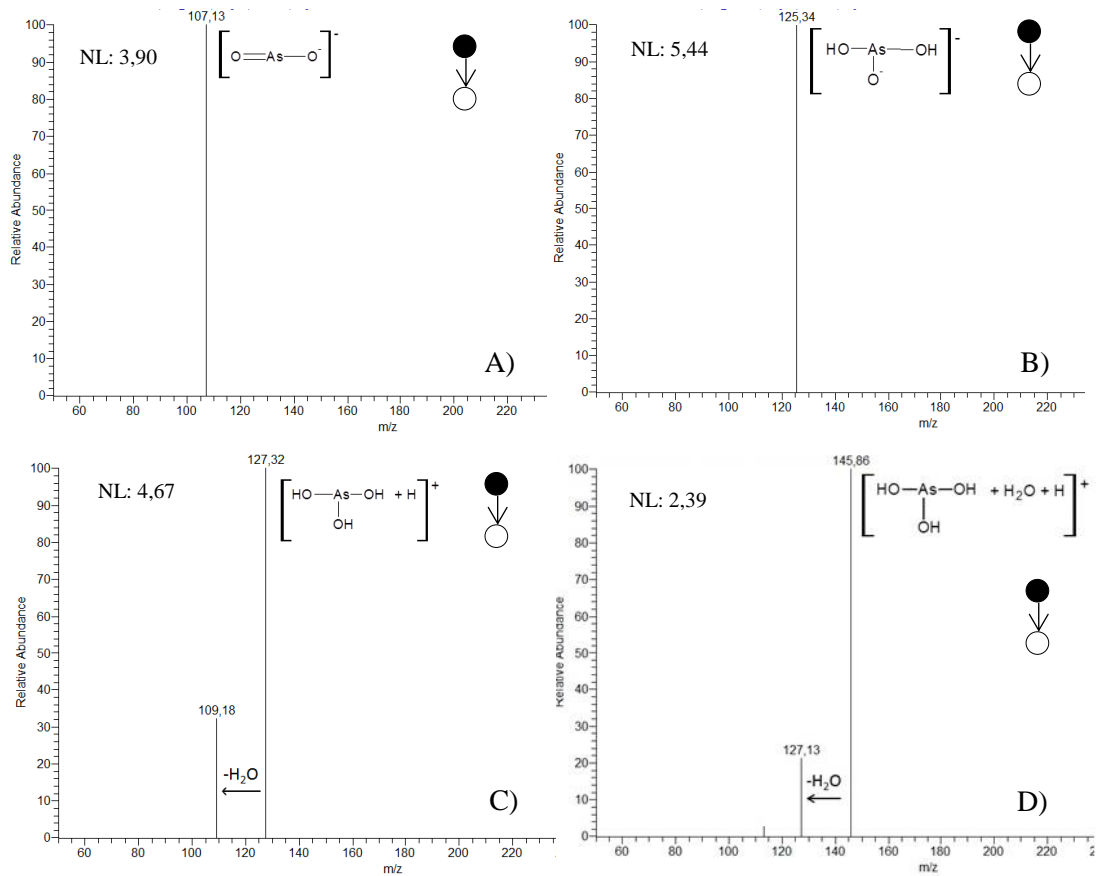 107,13
NL: 3,90
[O=As-O⁻]⁻
A)
Relative Abundance
100
90
80
70
60
50
40
30
20
10
0
60 80 100 120 140 160 180 200 220
m/z
125,34
NL: 5,44
[HO-As-OH
O⁻]⁻
B)
Relative Abundance
100
90
80
70
60
50
40
30
20
10
0
60 80 100 120 140 160 180 200 220
m/z
127,32
NL: 4,67
[HO-As-OH + H]⁺
OH
109,18
-H₂O
C)
Relative Abundance
100
90
80
70
60
50
40
30
20
10
0
60 80 100 120 140 160 180 200 220
m/z
145,86
NL: 2,39
[HO-As-OH + H₂O + H]⁺
OH
127,13
-H₂O
D)
Relative Abundance
100
90
80
70
60
50
40
30
20
10
0
60 80 100 120 140 160 180 200 220
m/z